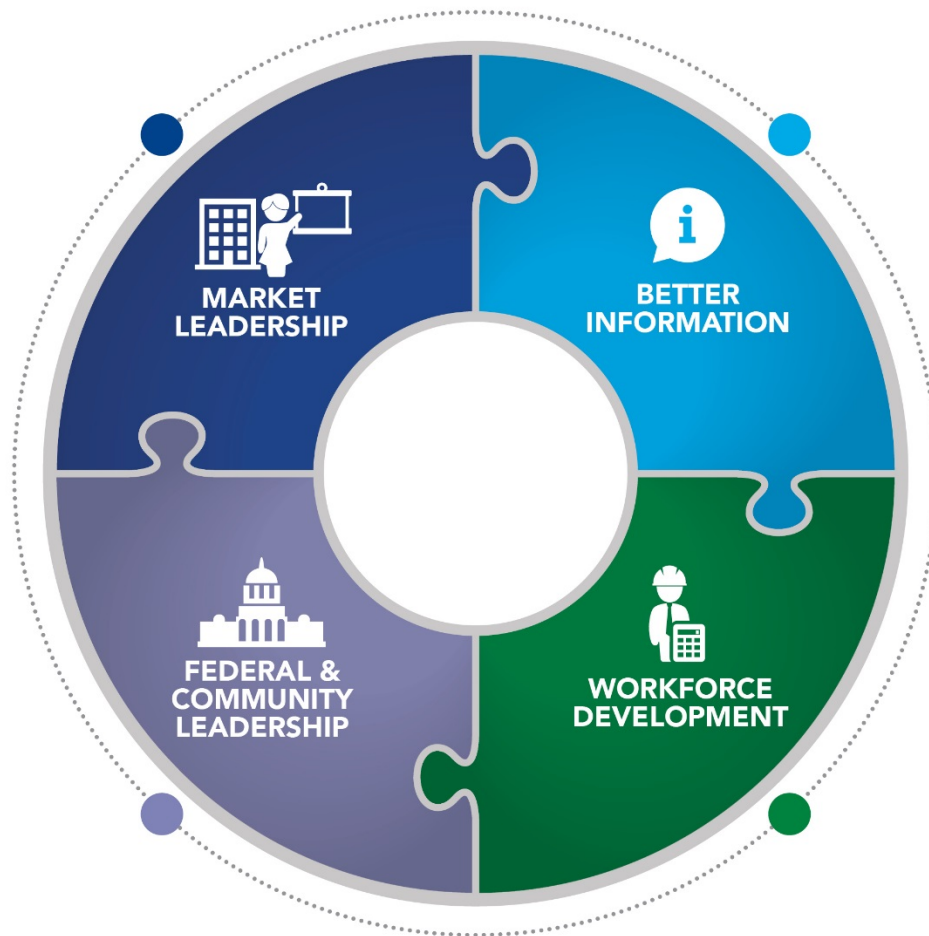 MARKET
LEADERSHIP
BETTER
INFORMATION
FEDERAL &
COMMUNITY
LEADERSHIP
WORKFORCE
DEVELOPMENT